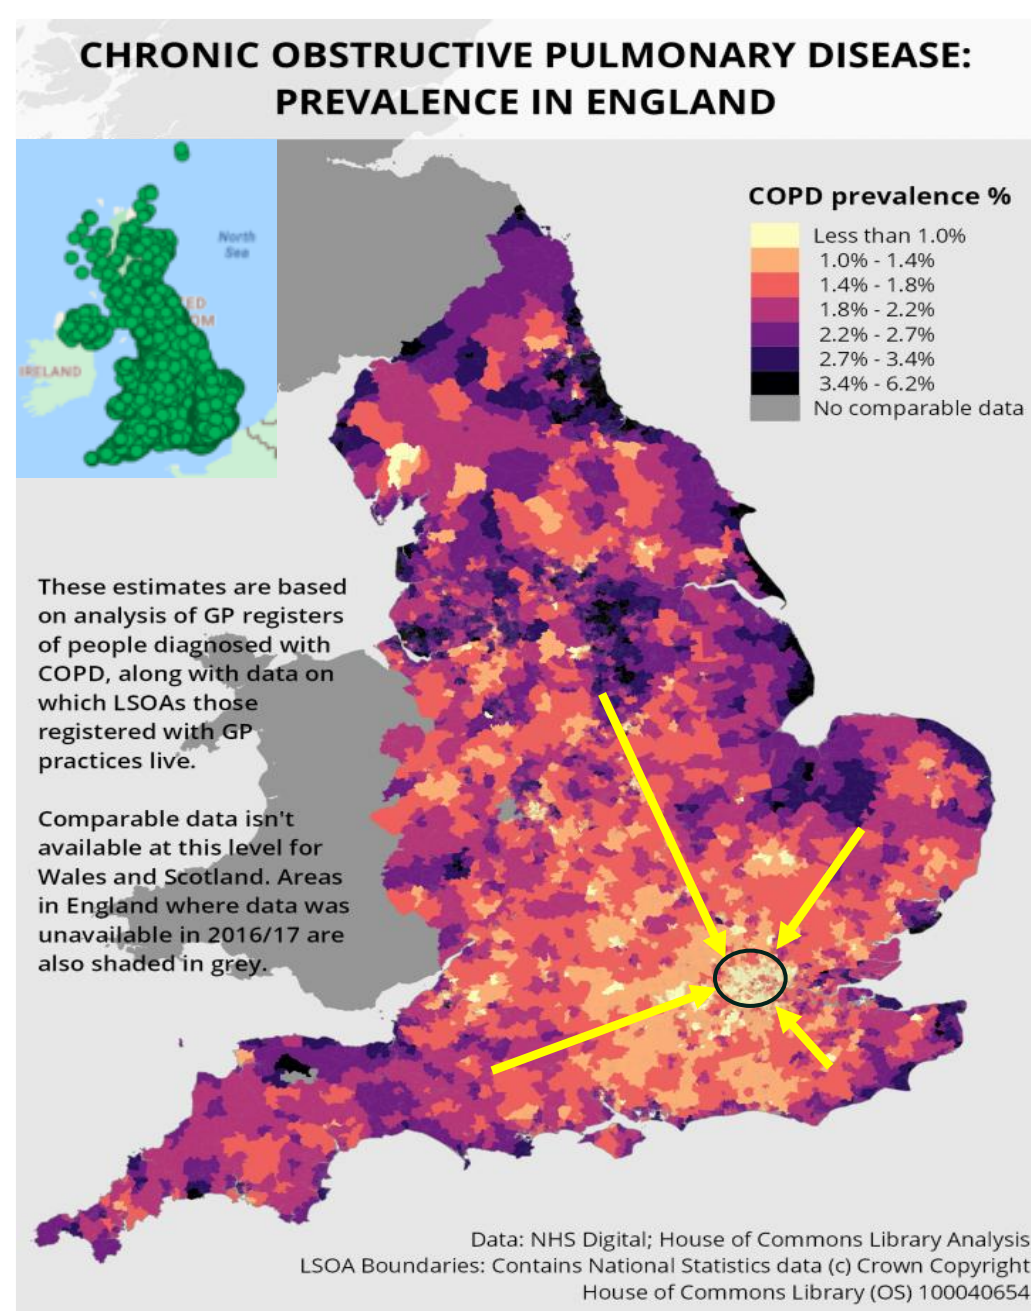 CHRONIC OBSTRUCTIVE PULMONARY DISEASE:
PREVALENCE IN ENGLAND
North
Sea
ED
OM
IRELAND
COPD prevalence %
Less than 1.0%
1.0% - 1.4%
1.4% - 1.8%
1.8% - 2.2%
2.2% - 2.7%
2.7% - 3.4%
3.4% - 6.2%
No comparable data
These estimates are based
on analysis of GP registers
of people diagnosed with
COPD, along with data on
which LSOAs those
registered with GP
practices live.
Comparable data isn't
available at this level for
Wales and Scotland. Areas
in England where data was
unavailable in 2016/17 are
also shaded in grey.
Data: NHS Digital; House of Commons Library Analysis
LSOA Boundaries: Contains National Statistics data (c) Crown Copyright
House of Commons Library (OS) 100040654